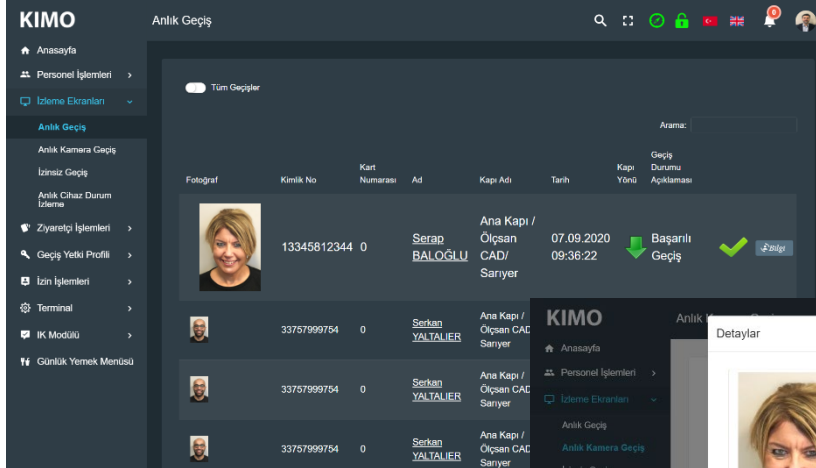 KIMO
Anlık Geçiş
Anasayfa
Personel İşlemleri
İzleme Ekranları
Anlık Geçiş
Anlık Kamera Geçiş
İzinsiz Geçiş
Anlık Cihaz Durum
İzleme
Ziyaretçi İşlemleri
Geçiş Yetki Profili
İzin İşlemleri
Terminal
IK Modülü
Günlük Yemek Menüsü
Tüm Geçişler
Arama:
Fotoğraf
Kimlik No
Kart
Numarası
Ad
Kapı Adı
Tarih
Kapı
Yönü
Geçiş
Durumu
Açıklaması
13345812344
0
Serap
BALOĞLU
Ana Kapı /
Ölçsan
CAD/
Sarıyer
07.09.2020
09:36:22
Başarılı
Geçiş
Bilgi
33757999754
0
Serkan
YALTALIER
Ana Kapı /
Ölçsan CAD
Sarıyer
33757999754
0
Serkan
YALTALIER
Ana Kapı /
Ölçsan CAD
Sarıyer
33757999754
0
Serkan
YALTALIER
Ana Kapı /
Ölçsan CAD
Sarıyer
KIMO
Anlık
Detaylar
Anasayfa
Personel İşlemleri
İzleme Ekranları
Anlık Geçiş
Anlık Kamera Geçiş